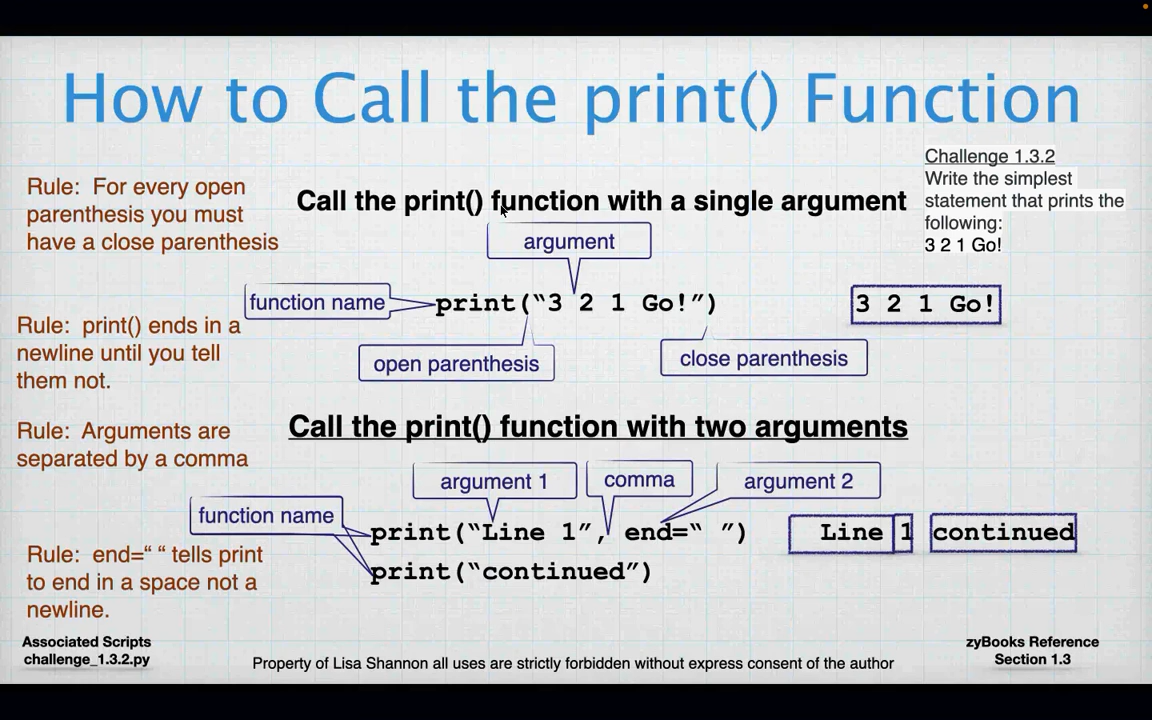 How to Call the print() Function
Challenge 1.3.2
Write the simplest
statement that prints the
following:
3 2 1 Go!
Rule:  For every open
parenthesis you must
have a close parenthesis
Call the print() function with a single argument
argument
function name
print(“3 2 1 Go!”)
3 2 1 Go!
open parenthesis
close parenthesis
Rule:  print() ends in a
newline until you tell
them not.
Rule:  Arguments are
separated by a comma
Call the print() function with two arguments
argument 1
comma
argument 2
function name
print(“Line 1”, end=“ ”)
print(“continued”)
Line 1 continued
Rule:  end=“ “ tells print
to end in a space not a
newline.
Associated Scripts
challenge_1.3.2.py
Property of Lisa Shannon all uses are strictly forbidden without express consent of the author
zyBooks Reference
Section 1.3